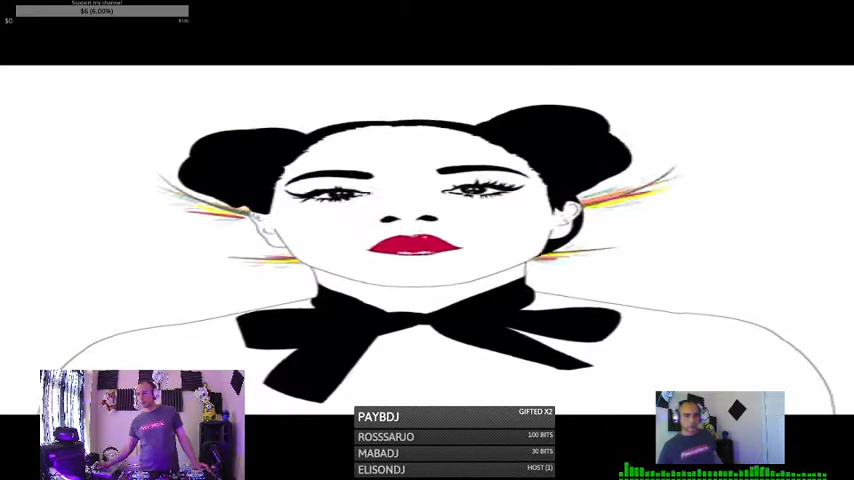 Support my channel
$0
$6 (6.00%)
$100
PAYBDJ GIFTED X2
ROSSSARJO 100 BITS
MABADJ 30 BITS
ELISONDJ HOST (1)